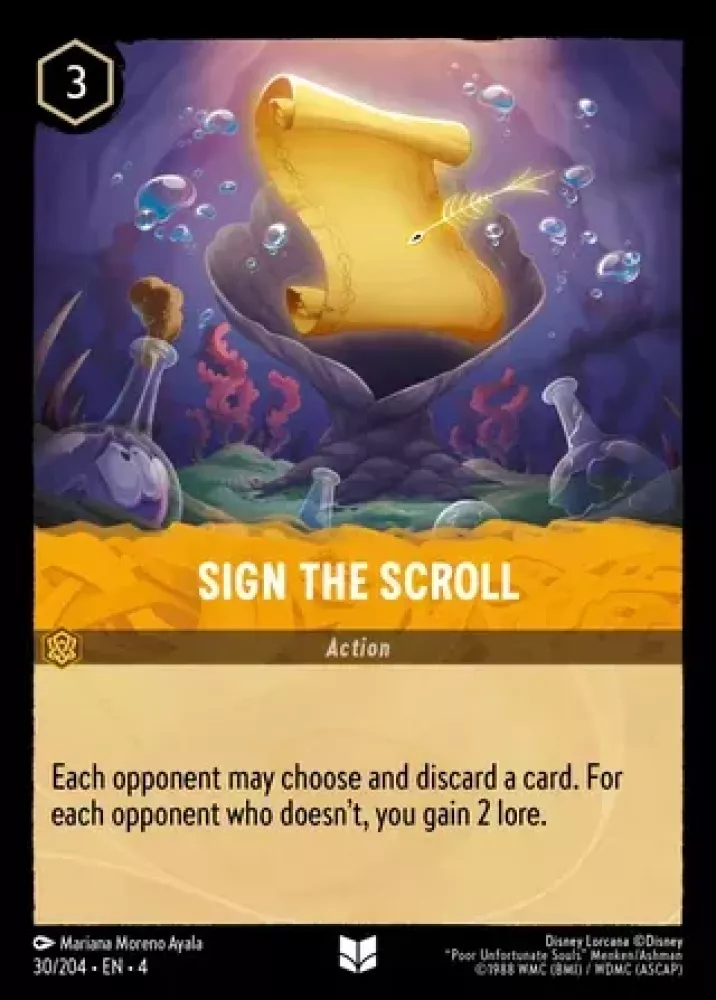 3
SIGN THE SCROLL
Action
Each opponent may choose and discard a card. For
each opponent who doesn't, you gain 2 lore.
Mariana Moreno Ayala
30/204 • EN • 4
Disney Lorcana ©Disney
"Poor Unfortunate Souls" Menken/Ashman
©1988 WMC (BMI) / WDMC (ASCAP)